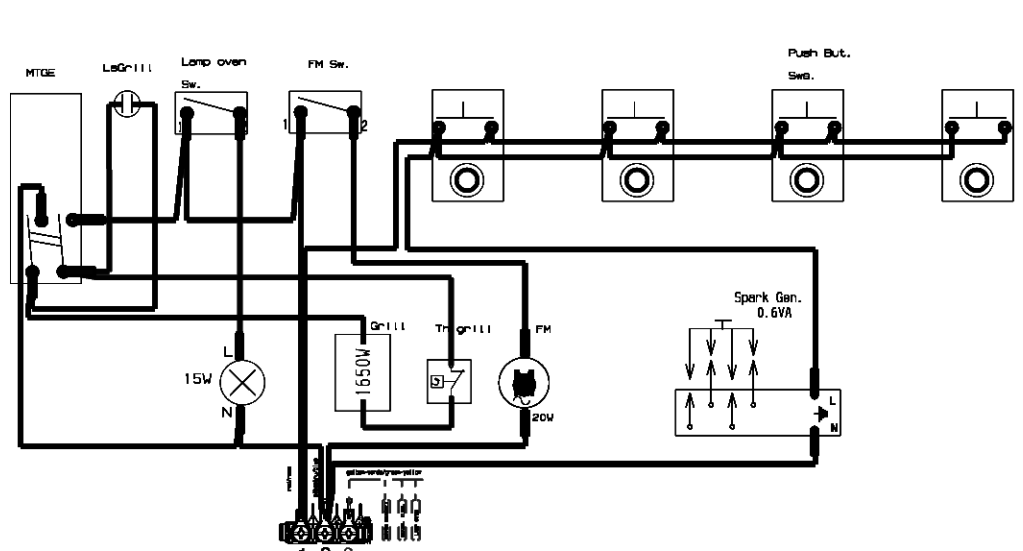 MTGE
LaGrill
Lamp oven
Sw.
FM Sw.
Push But.
Sws.
1
1
2
Spark Gen.
0.6VA
Grill
Th grill
FM
1650W
L
15W
N
20W
L
N
1 2 3